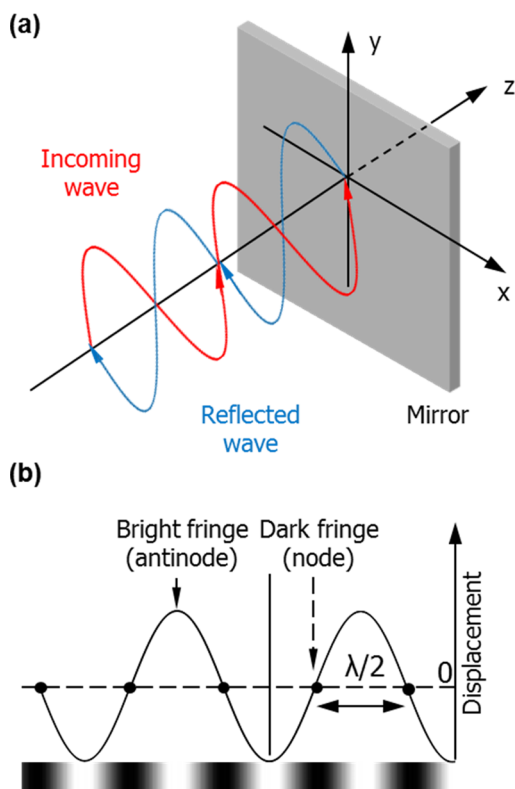 (a)
y
z
Incoming
wave
x
Reflected
wave
Mirror
(b)
Bright fringe
(antinode)
Dark fringe
(node)
λ/2
0
Displacement